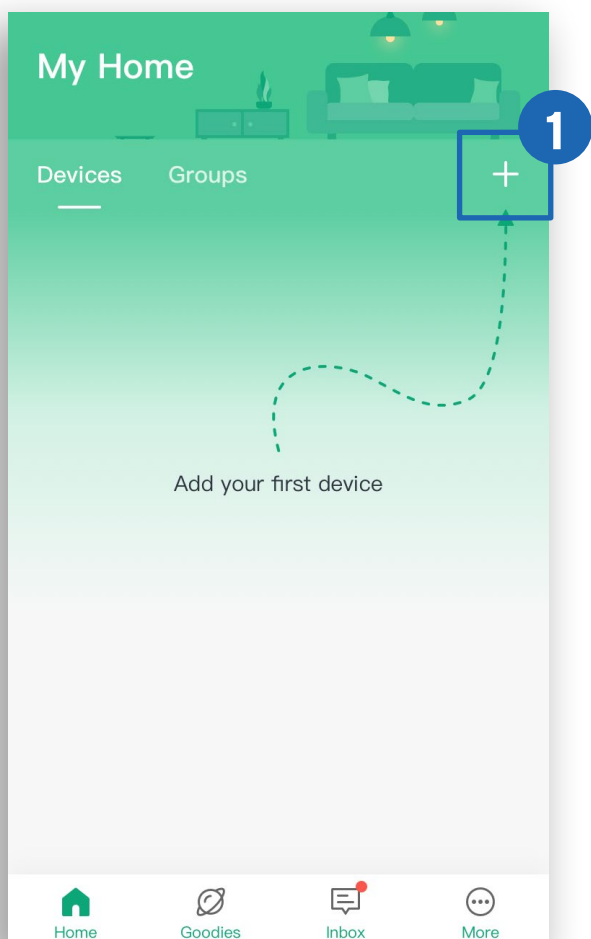 My Home
1
Devices Groups +
Add your first device
Home Goodies Inbox More